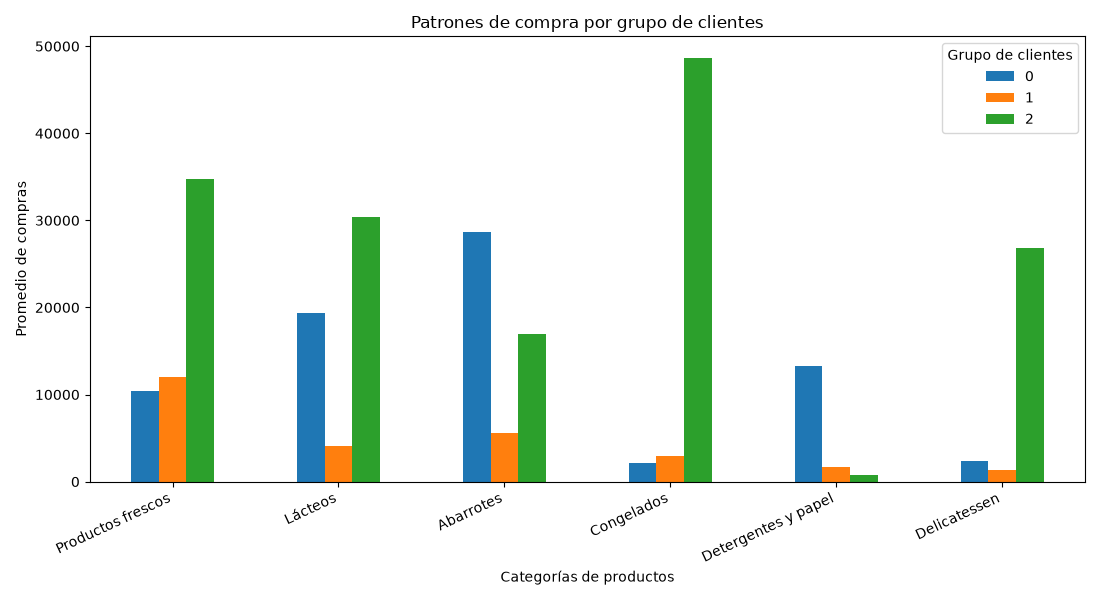 Patrones de compra por grupo de clientes
Grupo de clientes
0
1
2
Promedio de compras
50000
40000
30000
20000
10000
0
Productos frescos
Lácteos
Abarrotes
Congelados
Detergentes y papel
Delicatessen
Categorías de productos